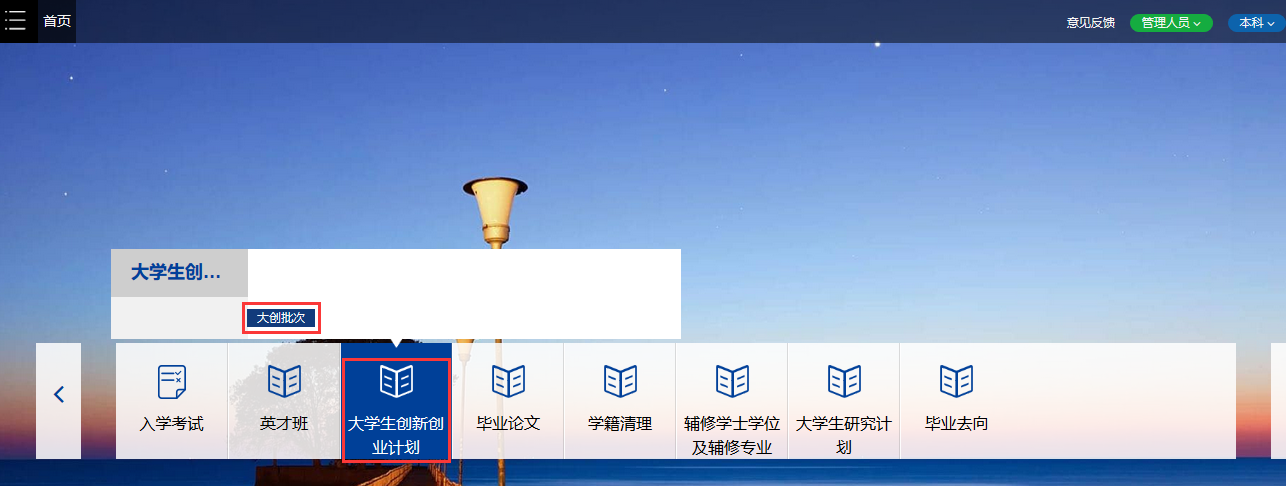 首页
意见反馈
管理人员
本科
大学生创...
大创批次
入学考试
英才班
大学生创新创
业计划
毕业论文
学籍清理
辅修学士学位
及辅修专业
大学生研究计
划
毕业去向